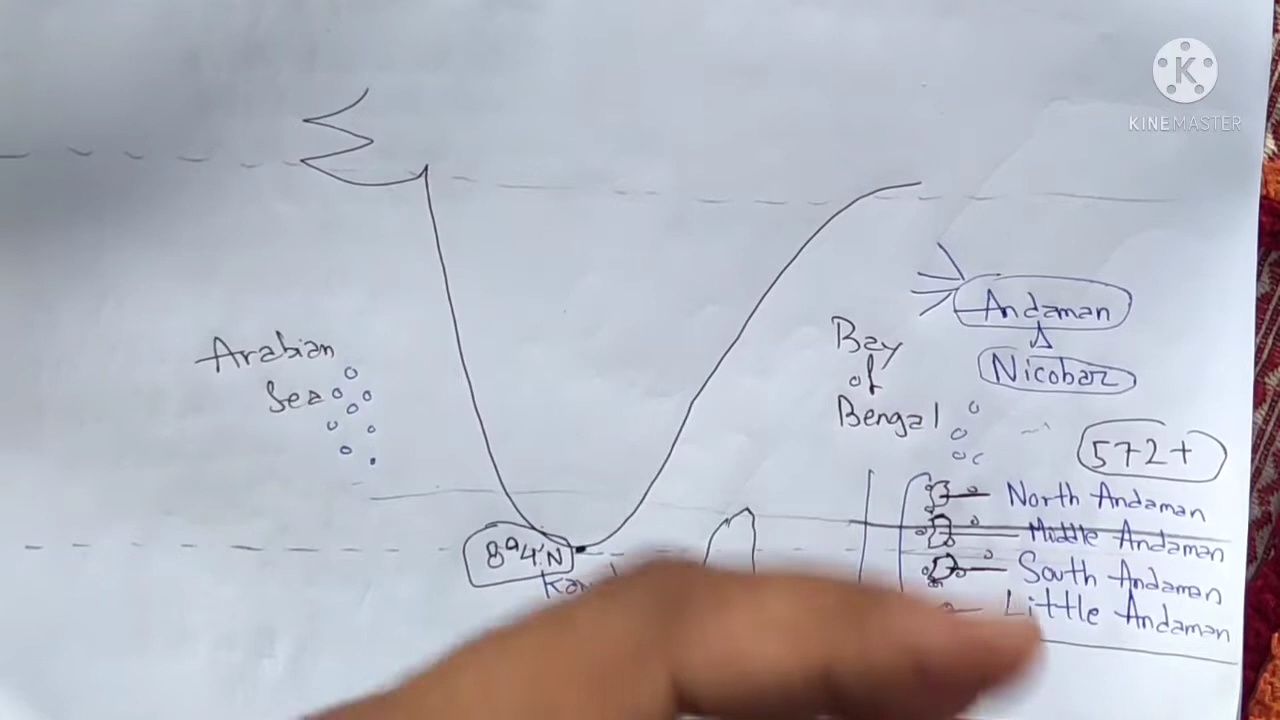 KINEMASTER
Andaman
Nicobar
Arabian
Sea
Bay
of
Bengal
572+
North Andaman
Middle Andaman
South Andaman
Little Andaman
8°4'N